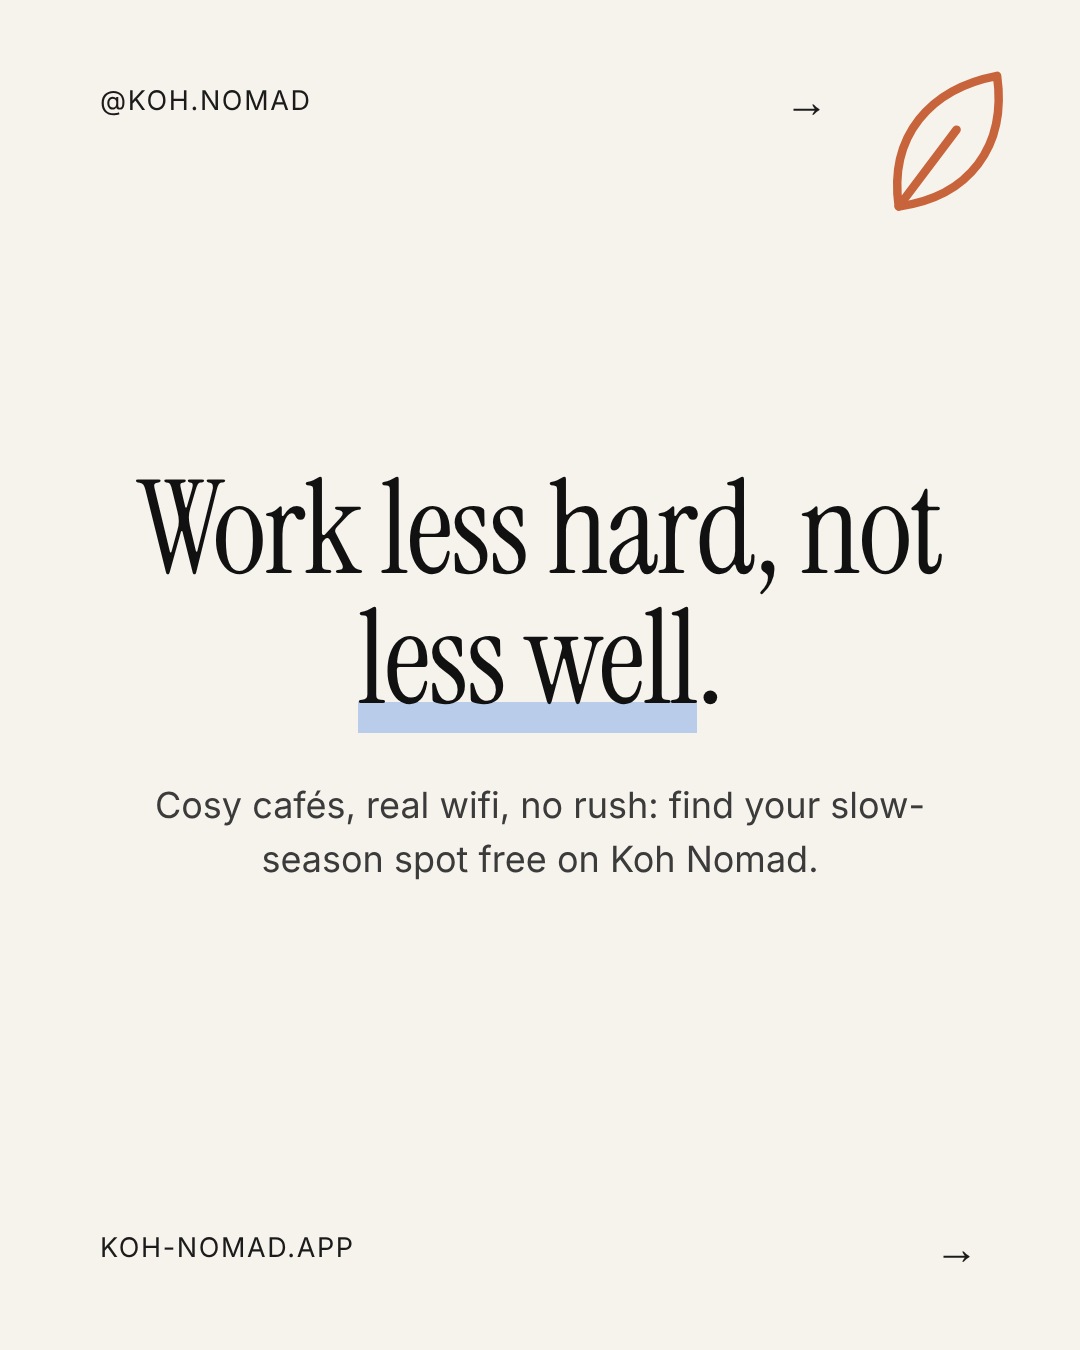 @KOH.NOMAD →
Work less hard, not
less well.
Cosy cafés, real wifi, no rush: find your slow-
season spot free on Koh Nomad.
KOH-NOMAD.APP →